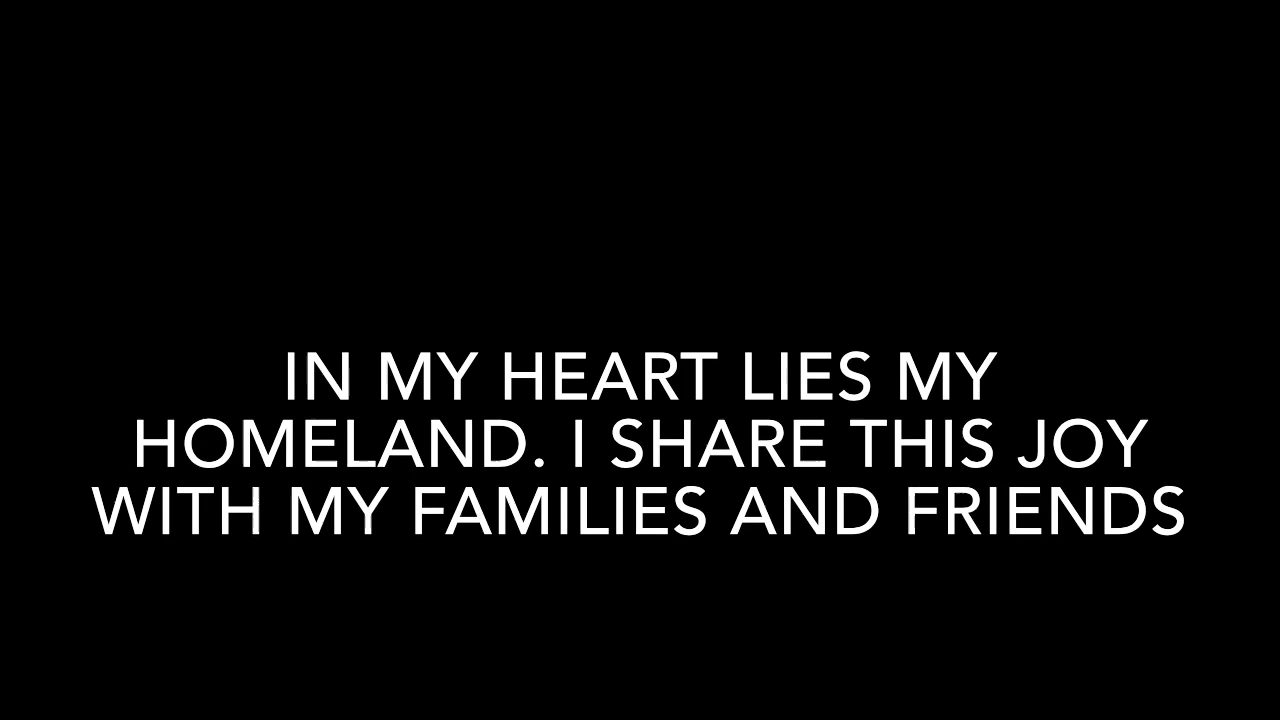 IN MY HEART LIES MY
HOMELAND. I SHARE THIS JOY
WITH MY FAMILIES AND FRIENDS